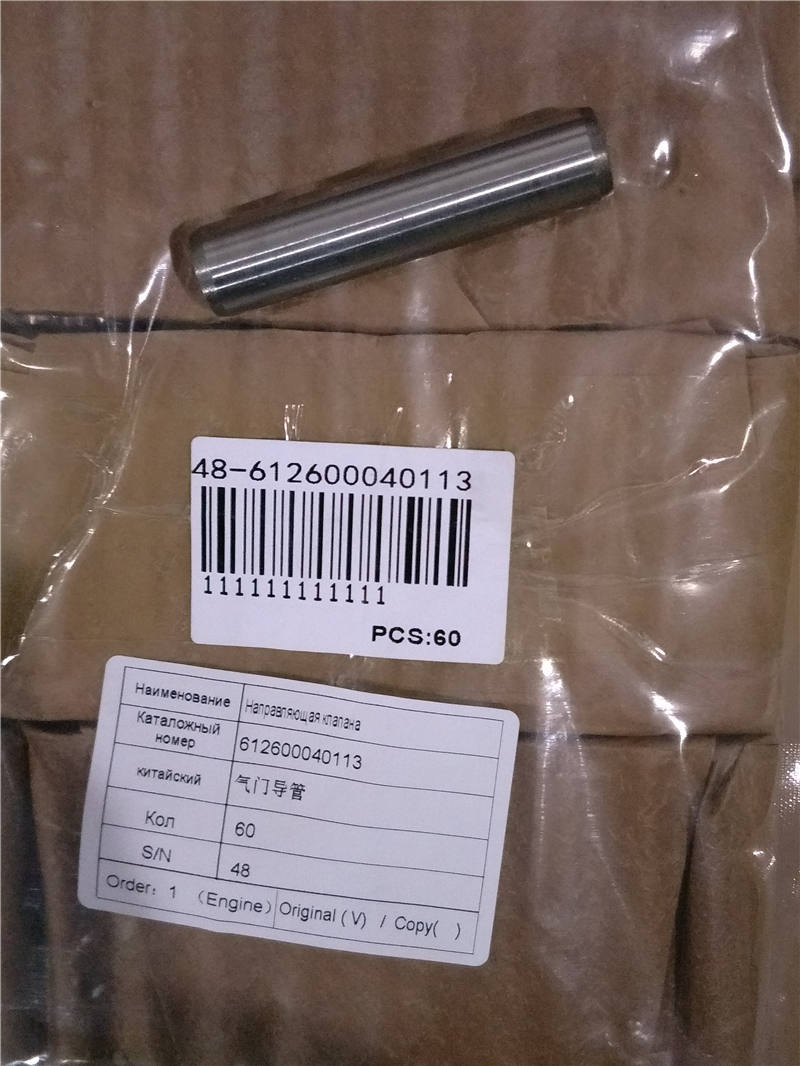 48-612600040113
111111111111
PCS:60
Наименование Направляющая клапана
Каталожный номер 612600040113
китайский 气门导管
Кол 60
S/N 48
Order: 1 （Engine） Original ( V) / Copy( )